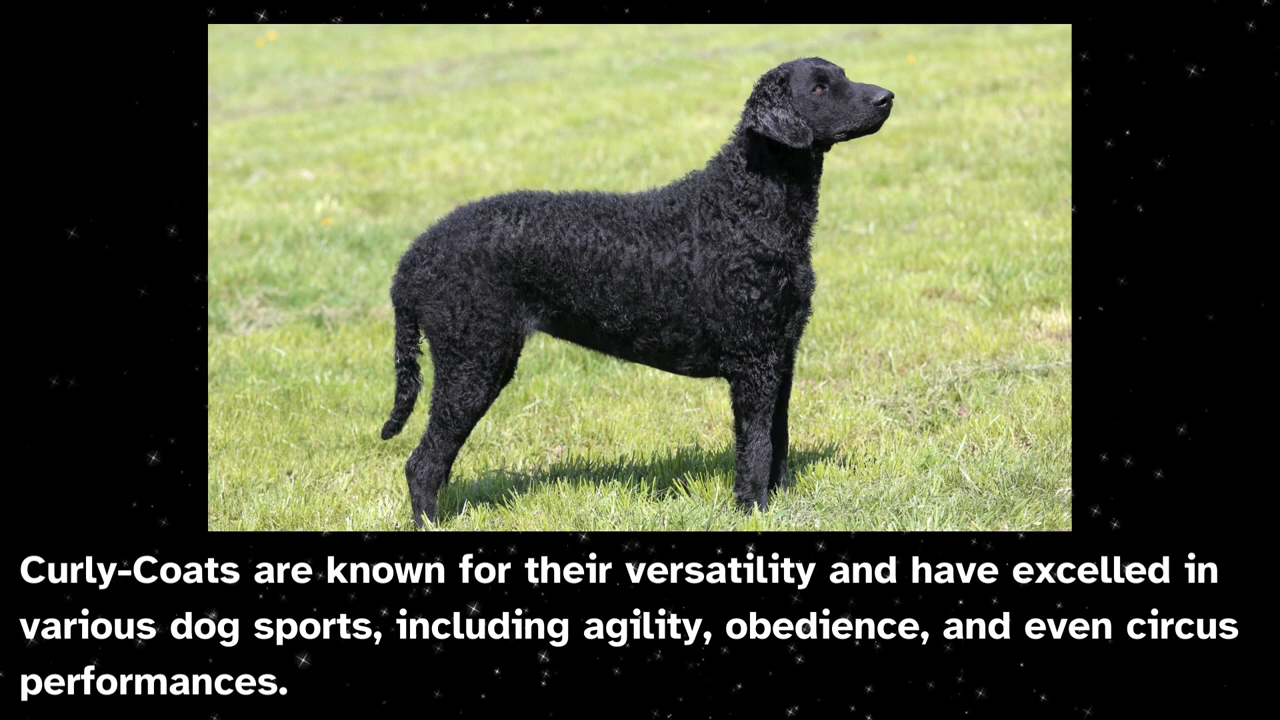 Curly-Coats are known for their versatility and have excelled in
various dog sports, including agility, obedience, and even circus
performances.